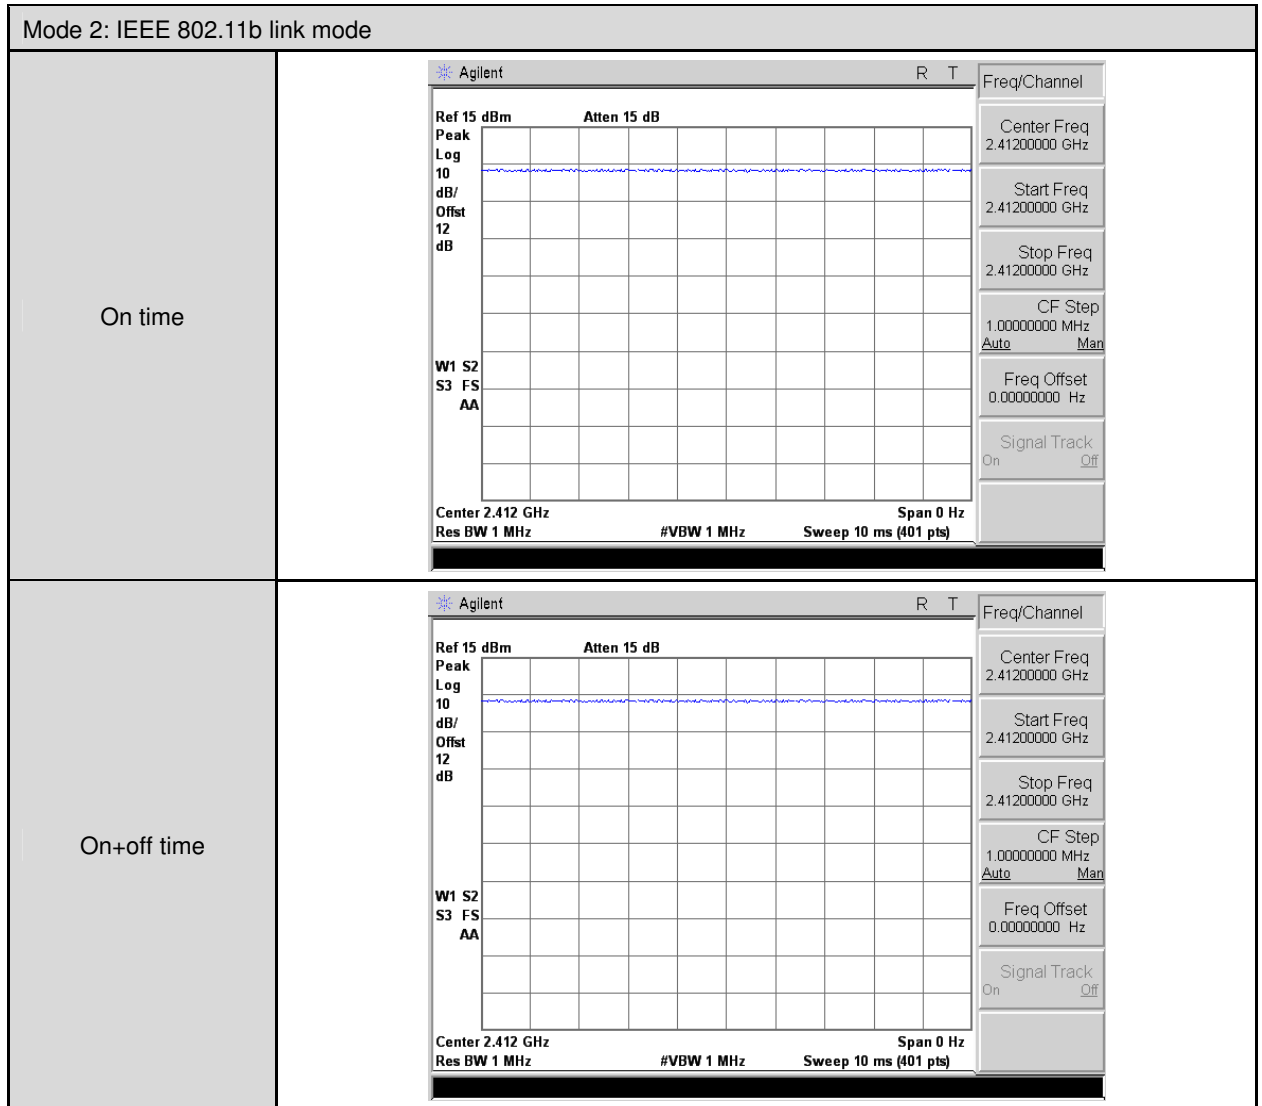 Mode 2: IEEE 802.11b link mode
On time
Agilent R T
Ref 15 dBm Atten 15 dB
Peak
Log
10
dB/
Offst
12
dB
W1 S2
S3 FS
AA
Center 2.412 GHz Span 0 Hz
Res BW 1 MHz #VBW 1 MHz Sweep 10 ms (401 pts)
Freq/Channel
Center Freq
2.41200000 GHz
Start Freq
2.41200000 GHz
Stop Freq
2.41200000 GHz
CF Step
1.00000000 MHz
Auto Man
Freq Offset
0.00000000 Hz
Signal Track
On Off
On+off time
Agilent R T
Ref 15 dBm Atten 15 dB
Peak
Log
10
dB/
Offst
12
dB
W1 S2
S3 FS
AA
Center 2.412 GHz Span 0 Hz
Res BW 1 MHz #VBW 1 MHz Sweep 10 ms (401 pts)
Freq/Channel
Center Freq
2.41200000 GHz
Start Freq
2.41200000 GHz
Stop Freq
2.41200000 GHz
CF Step
1.00000000 MHz
Auto Man
Freq Offset
0.00000000 Hz
Signal Track
On Off